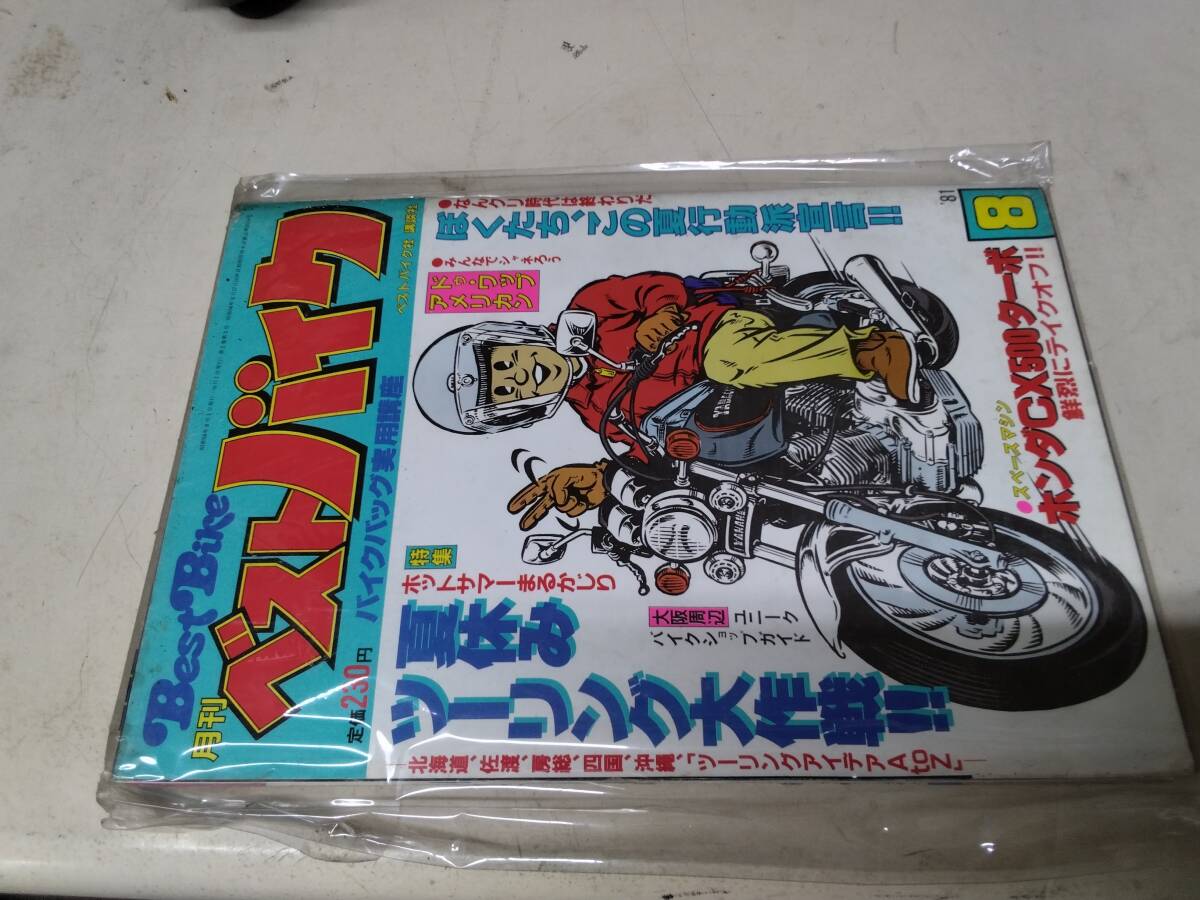 Best Bike
月刊
ベストバイク
ベストバイク社 講談社
定価230円
バイクバッグ実用講座
'81
8
●なんクリ時代は終わりだ
ぼくたち、この夏行動派宣言!!
●みんなでシャネろう
ドゥ・ワップ
アメリカン
特集
ホットサマーまるかじり
夏休み
ツーリング大作戦!!
北海道、佐渡、房総、四国、沖縄、「ツーリングアイデアAtoZ」
大阪周辺
ユニーク
バイクショップガイド
●スペースマシン
ホンダCX500ターボ
鮮烈にテイクオフ!!
YANAHE